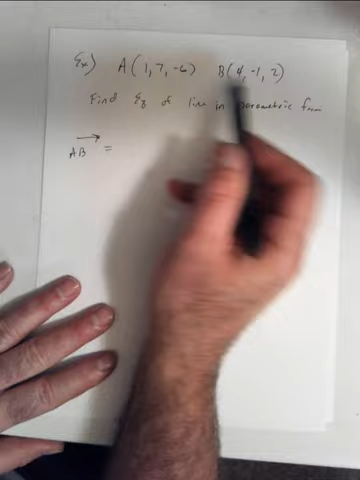 Ex) A(1,7,-6) B(4,-1,2)
Find Eq of line in parametric form
AB =